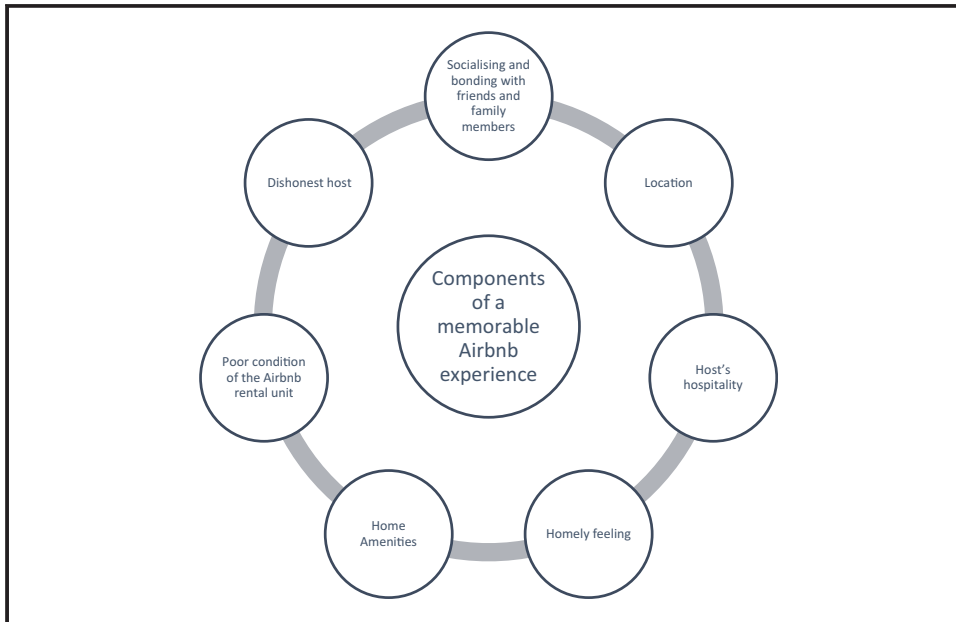 Socialising and
bonding with
friends and
family
members
Location
Host's
hospitality
Homely feeling
Home
Amenities
Poor condition
of the Airbnb
rental unit
Dishonest host
Components
of a
memorable
Airbnb
experience